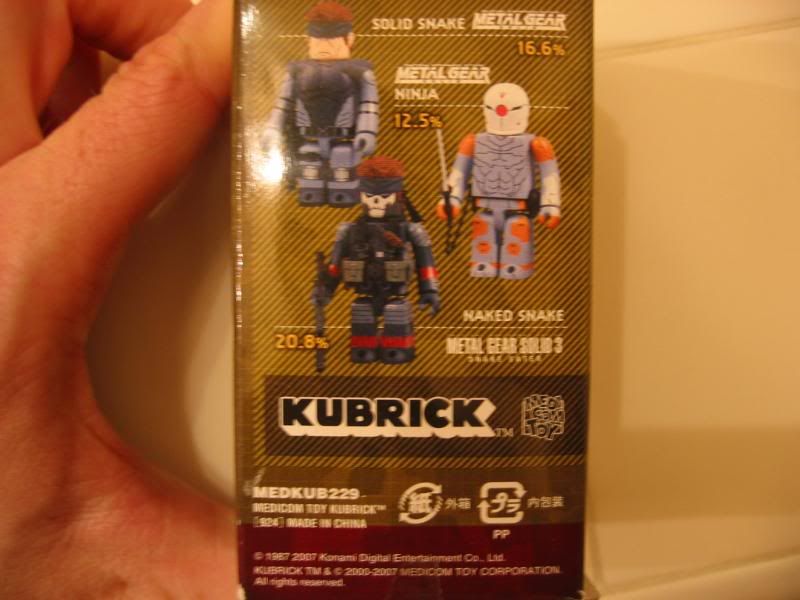 SOLID SNAKE METAL GEAR
16.6%
METAL GEAR
NINJA
12.5%
NAKED SNAKE
20.8% METAL GEAR SOLID 3
SNAKE EATER
KUBRICK TM MEDICOM TOY
MEDKUB229
MEDICOM TOY KUBRICK™
[924] MADE IN CHINA
紙 外箱 プラ 内包装
PP
© 1987 2007 Konami Digital Entertainment Co., Ltd.
KUBRICK TM & © 2000-2007 MEDICOM TOY CORPORATION.
All rights reserved.